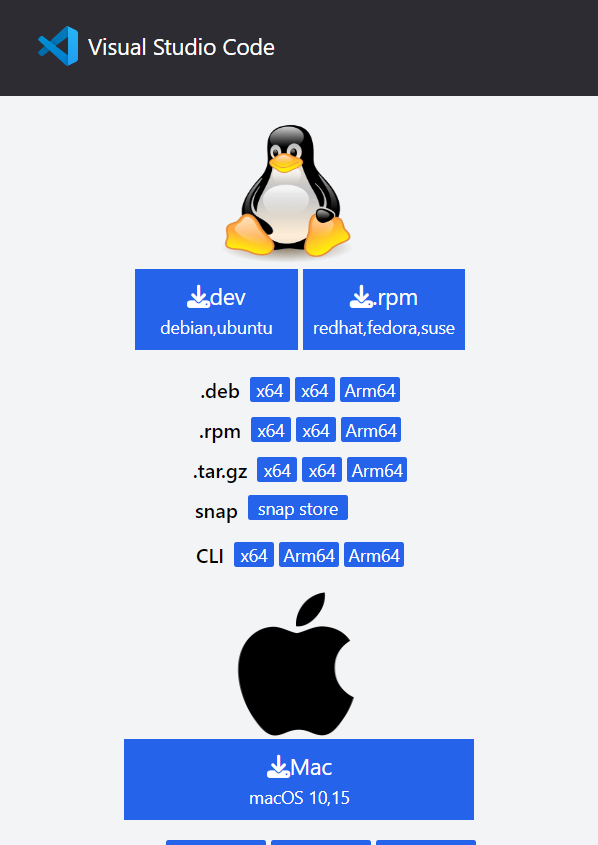 Visual Studio Code
dev .rpm
debian,ubuntu redhat,fedora,suse
.deb x64 x64 Arm64
.rpm x64 x64 Arm64
.tar.gz x64 x64 Arm64
snap snap store
CLI x64 Arm64 Arm64
Mac
macOS 10,15